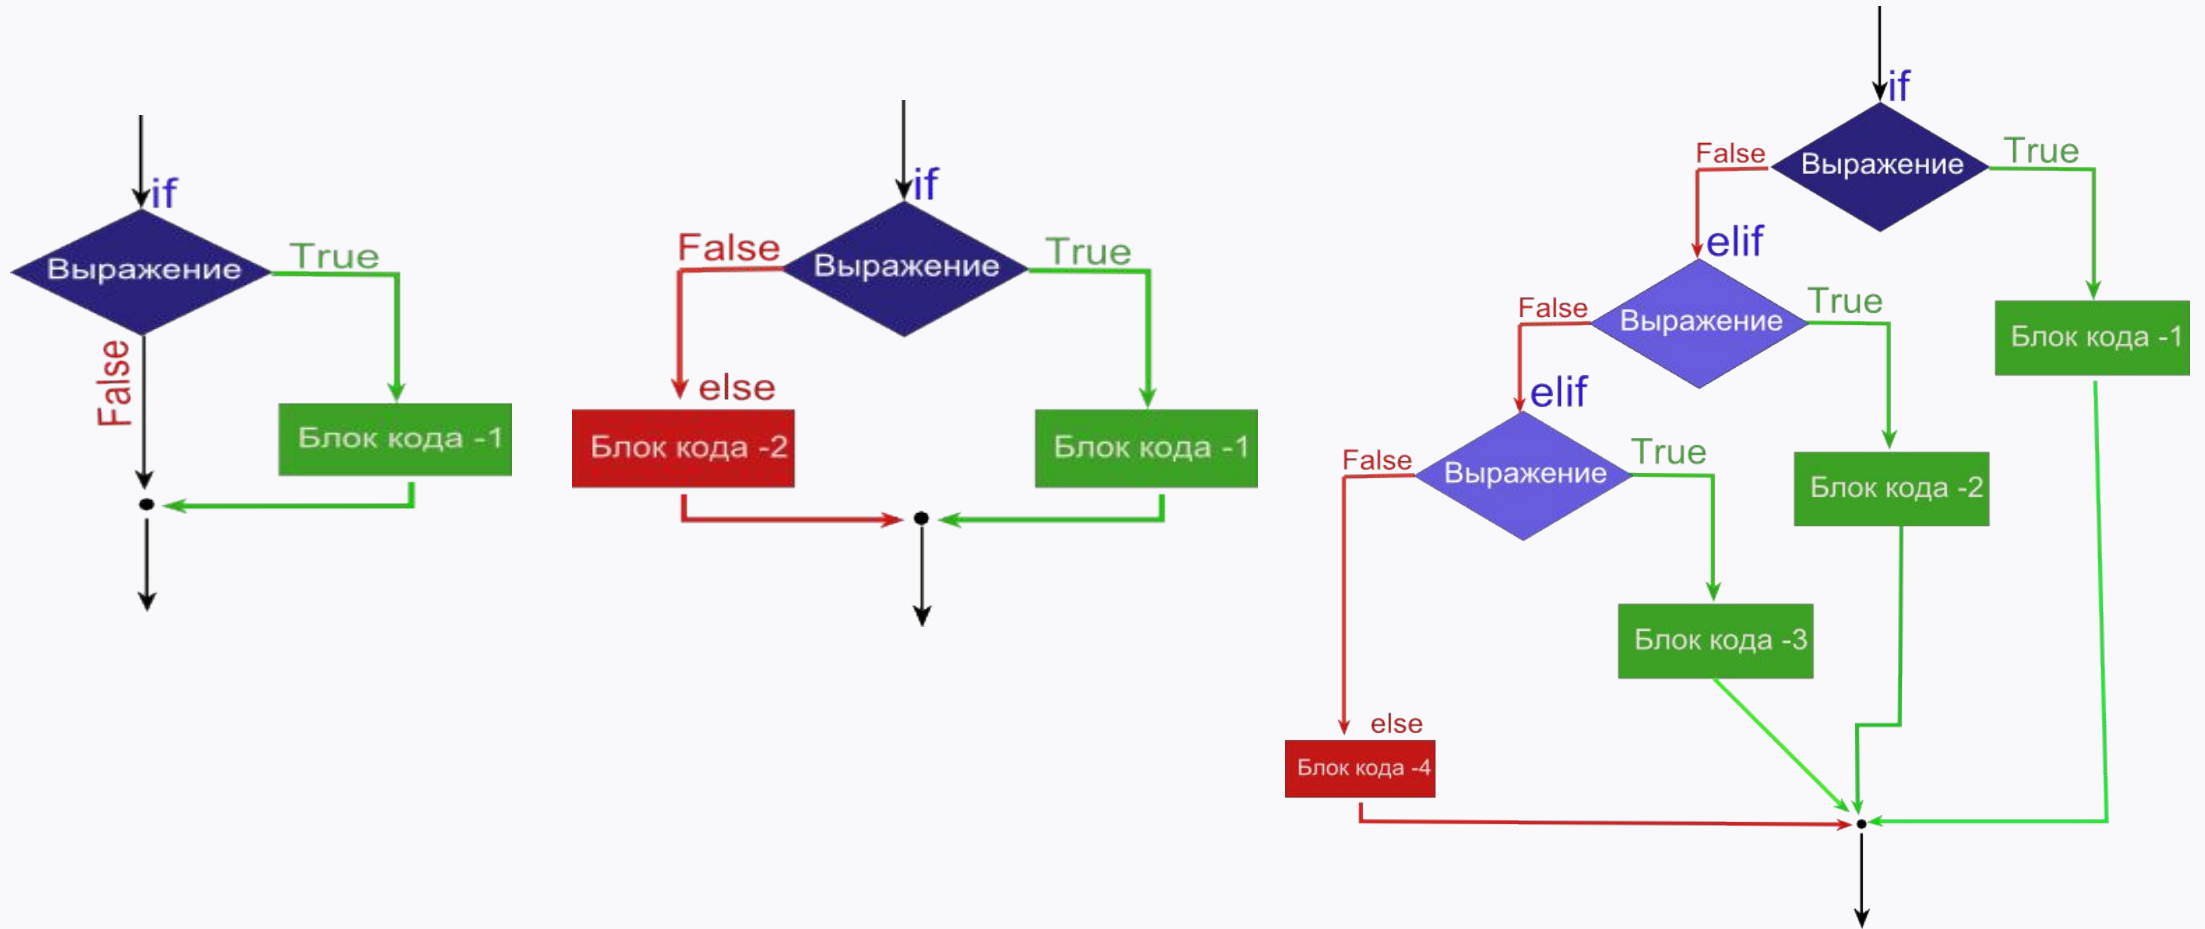 if
Выражение
True
False
Блок кода -1
if
False
Выражение
True
else
Блок кода -2
Блок кода -1
if
False
Выражение
True
elif
False
Выражение
True
Блок кода -1
elif
False
Выражение
True
Блок кода -2
Блок кода -3
else
Блок кода -4